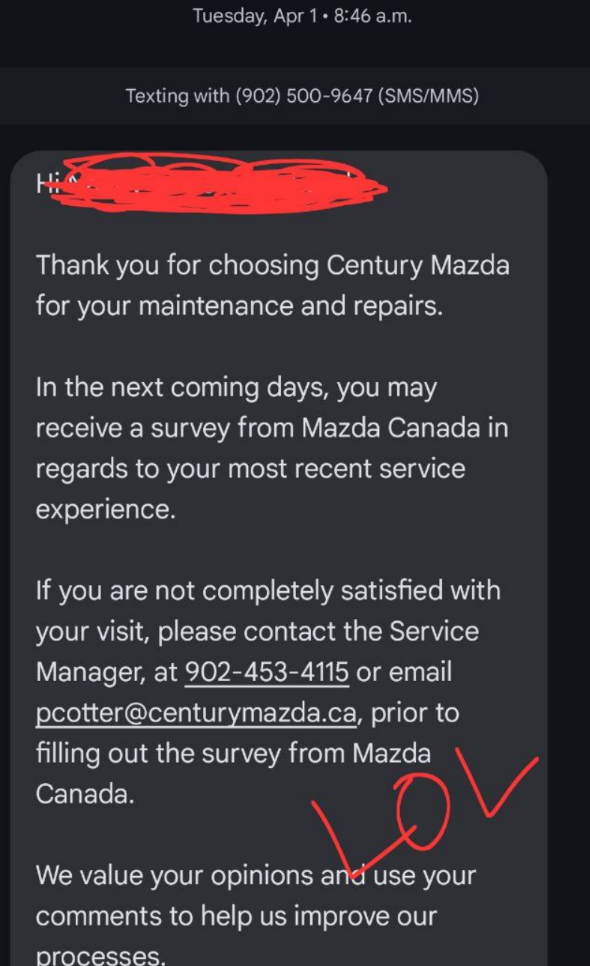 Tuesday, Apr 1 • 8:46 a.m.
Texting with (902) 500-9647 (SMS/MMS)
Hi
Thank you for choosing Century Mazda
for your maintenance and repairs.
In the next coming days, you may
receive a survey from Mazda Canada in
regards to your most recent service
experience.
If you are not completely satisfied with
your visit, please contact the Service
Manager, at 902-453-4115 or email
pcotter@centurymazda.ca, prior to
filling out the survey from Mazda
Canada.
LOL
We value your opinions and use your
comments to help us improve our
processes.